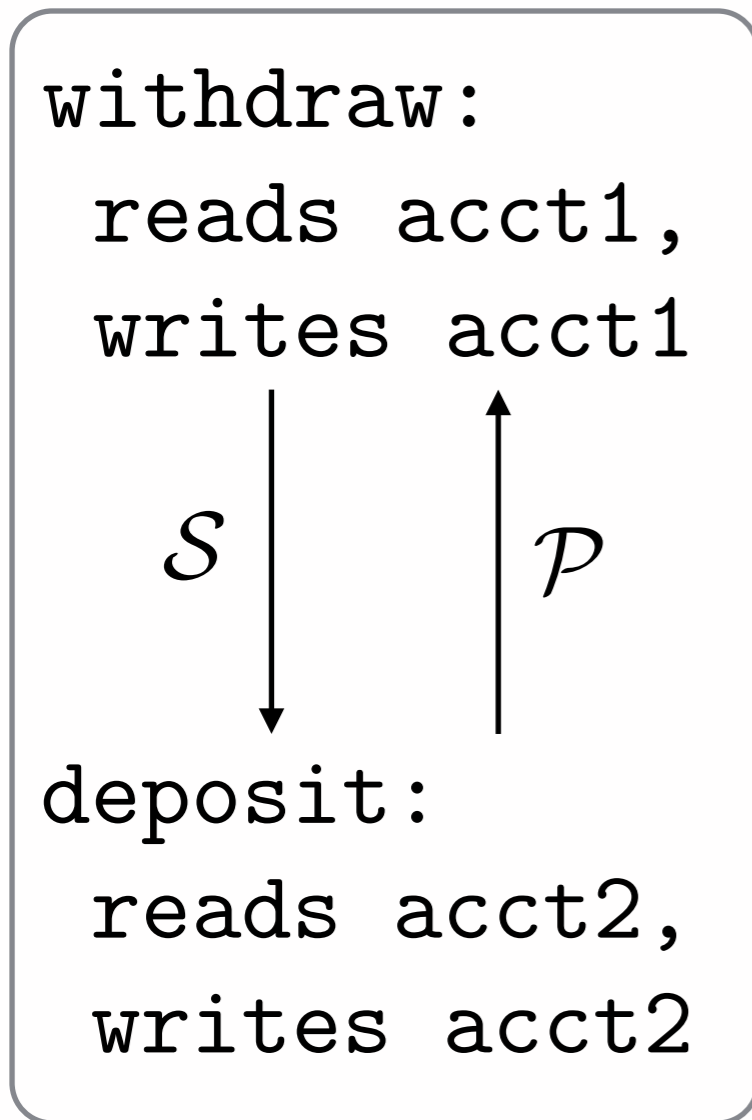 withdraw:
reads acct1,
writes acct1
𝒮 𝒫
deposit:
reads acct2,
writes acct2